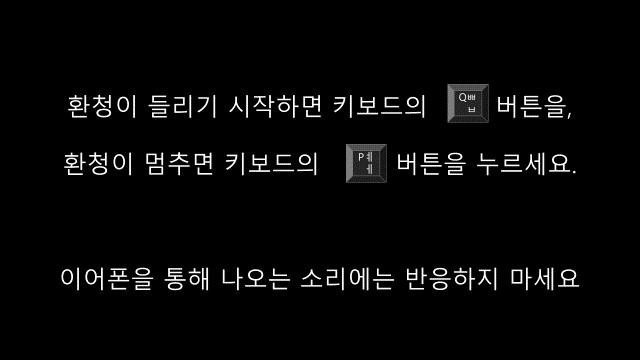 환청이 들리기 시작하면 키보드의 Qㅃ ㅂ 버튼을,
환청이 멈추면 키보드의 Pㅖ ㅔ 버튼을 누르세요.
이어폰을 통해 나오는 소리에는 반응하지 마세요